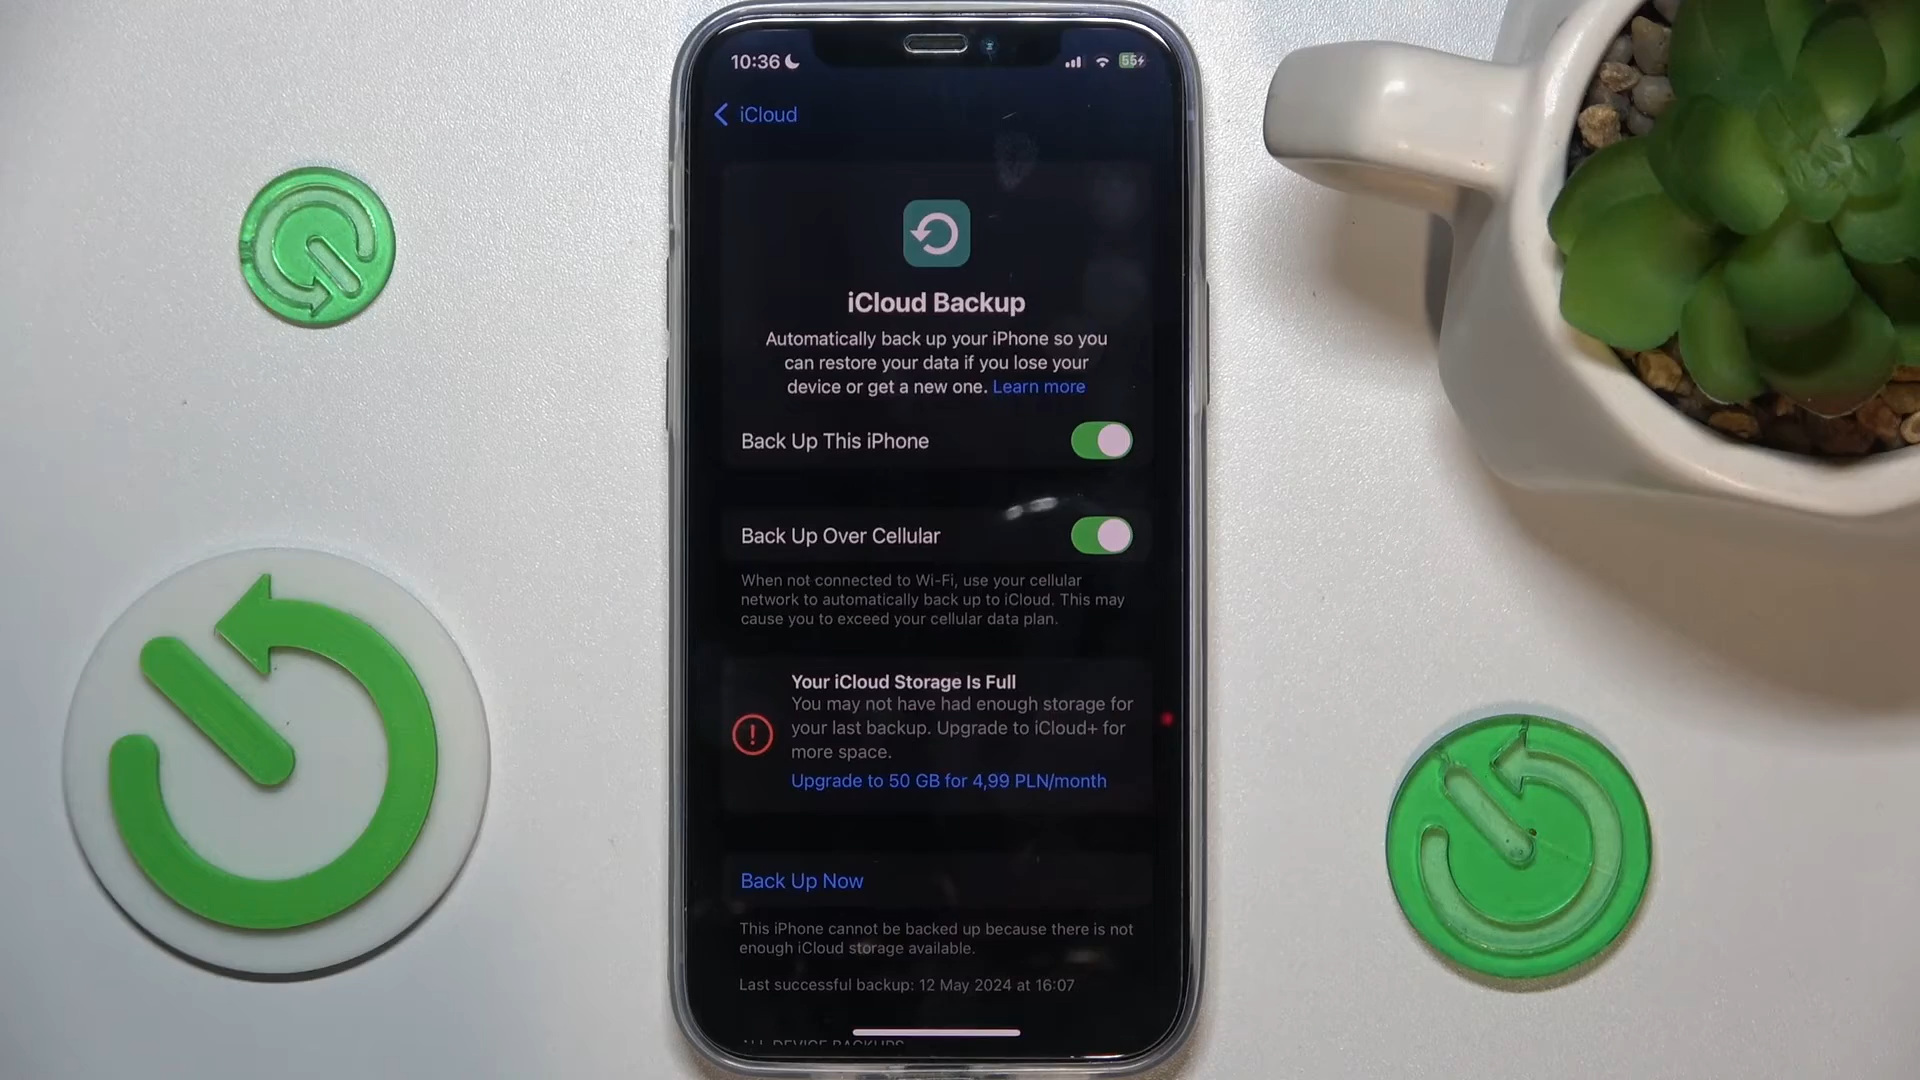 10:36
55
iCloud
iCloud Backup
Automatically back up your iPhone so you
can restore your data if you lose your
device or get a new one. Learn more
Back Up This iPhone
Back Up Over Cellular
When not connected to Wi-Fi, use your cellular
network to automatically back up to iCloud. This may
cause you to exceed your cellular data plan.
Your iCloud Storage Is Full
You may not have had enough storage for
your last backup. Upgrade to iCloud+ for
more space.
Upgrade to 50 GB for 4,99 PLN/month
Back Up Now
This iPhone cannot be backed up because there is not
enough iCloud storage available.
Last successful backup: 12 May 2024 at 16:07
ALL DEVICE BACKUPS